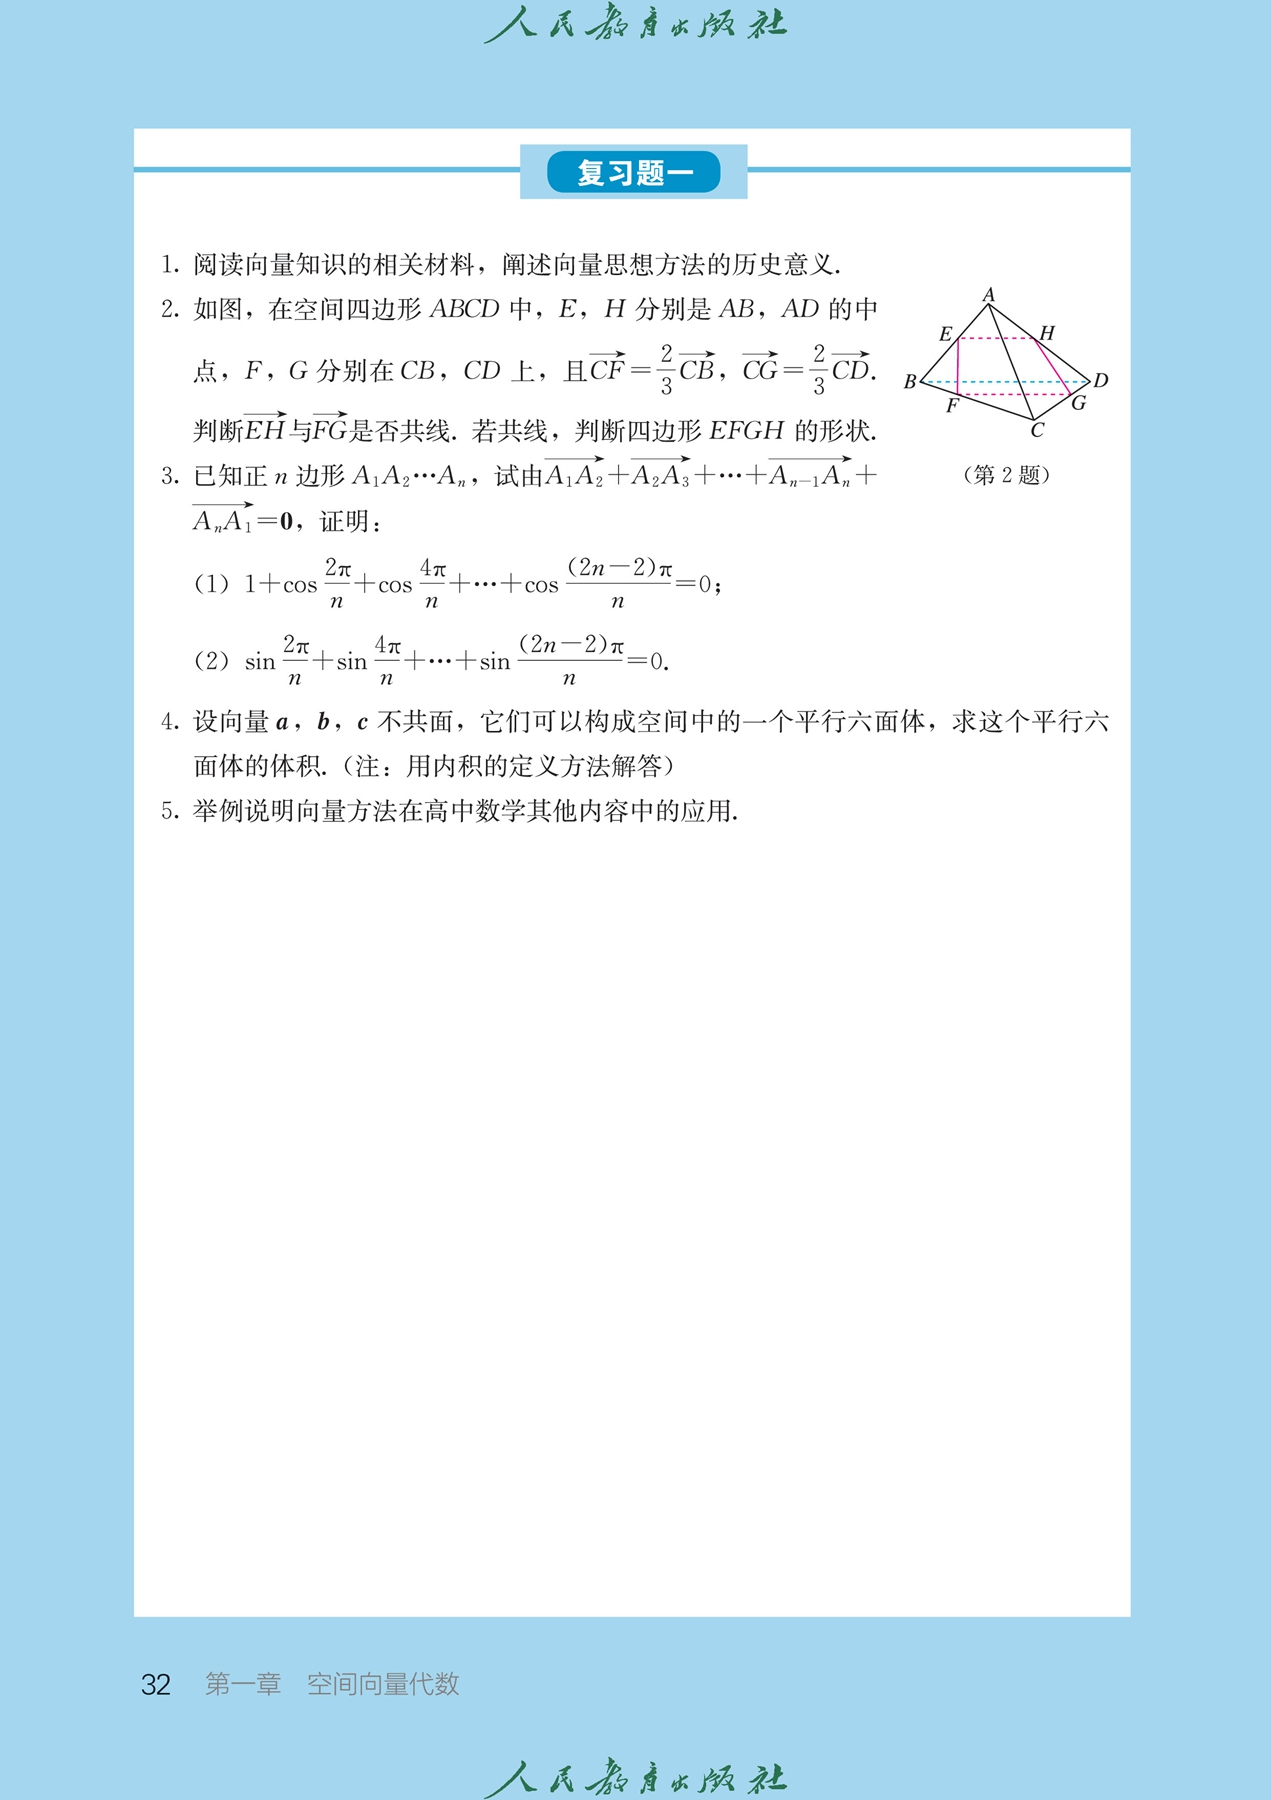 人民教育出版社
复习题一
1. 阅读向量知识的相关材料，阐述向量思想方法的历史意义.
2. 如图，在空间四边形 ABCD 中，E，H 分别是 AB，AD 的中
点，F，G 分别在 CB，CD 上，且$\overrightarrow{CF}=\frac{2}{3}\overrightarrow{CB}$，$\overrightarrow{CG}=\frac{2}{3}\overrightarrow{CD}$.
判断$\overrightarrow{EH}$与$\overrightarrow{FG}$是否共线. 若共线，判断四边形 EFGH 的形状.
A
E
H
B
D
F
G
C
（第 2 题）
3. 已知正 n 边形 $A_1A_2\cdots A_n$，试由$\overrightarrow{A_1A_2}+\overrightarrow{A_2A_3}+\cdots+\overrightarrow{A_{n-1}A_n}+$
$\overrightarrow{A_nA_1}=\mathbf{0}$，证明：
（1）$1+\cos\frac{2\pi}{n}+\cos\frac{4\pi}{n}+\cdots+\cos\frac{(2n-2)\pi}{n}=0$；
（2）$\sin\frac{2\pi}{n}+\sin\frac{4\pi}{n}+\cdots+\sin\frac{(2n-2)\pi}{n}=0$.
4. 设向量 a，b，c 不共面，它们可以构成空间中的一个平行六面体，求这个平行六
面体的体积.（注：用内积的定义方法解答）
5. 举例说明向量方法在高中数学其他内容中的应用.
32 第一章 空间向量代数
人民教育出版社